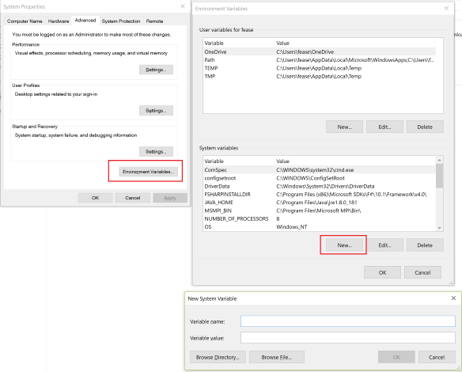 System Properties
Computer Name
Hardware
Advanced
System Protection
Remote
You must be logged on as an Administrator to make most of these changes.
Performance
Visual effects, processor scheduling, memory usage, and virtual memory
Settings...
User Profiles
Desktop settings related to your sign-in
Settings...
Startup and Recovery
System startup, system failure, and debugging information
Settings...
Environment Variables...
OK
Cancel
Apply
Environment Variables
User variables for fease
Variable Value
OneDrive C:\Users\fease\OneDrive
Path C:\Users\fease\AppData\Local\Microsoft\WindowsApps;C:\Users\f...
TEMP C:\Users\fease\AppData\Local\Temp
TMP C:\Users\fease\AppData\Local\Temp
New...
Edit...
Delete
System variables
Variable Value
ComSpec C:\WINDOWS\system32\cmd.exe
configsetroot C:\WINDOWS\ConfigSetRoot
DriverData C:\Windows\System32\Drivers\DriverData
FSHARPINSTALLDIR C:\Program Files (x86)\Microsoft SDKs\F#\10.1\Framework\v4.0\
JAVA_HOME C:\Program Files\Java\jre1.8.0_181
MSMPI_BIN C:\Program Files\Microsoft MPI\Bin\
NUMBER_OF_PROCESSORS 8
OS Windows_NT
New...
Edit...
Delete
OK
Cancel
New System Variable
Variable name:
Variable value:
Browse Directory...
Browse File...
OK
Cancel